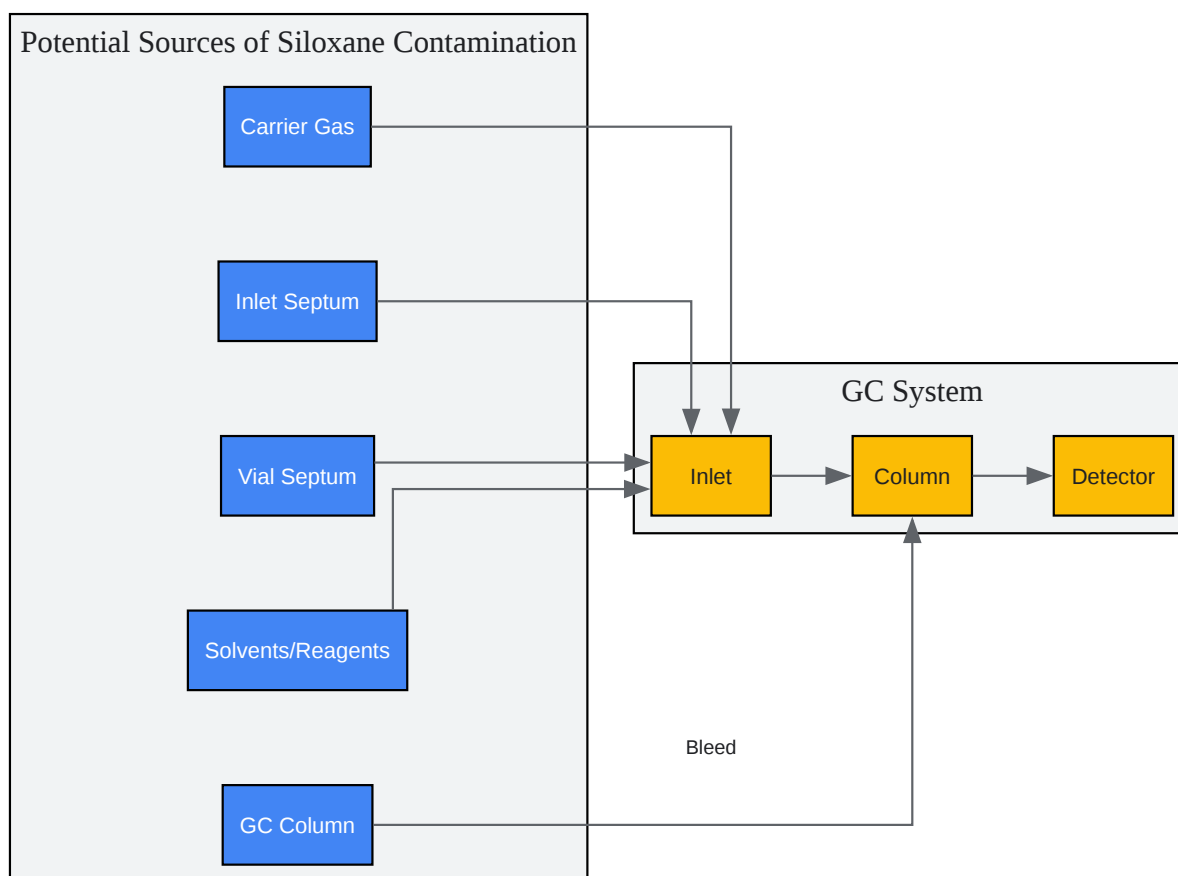 Potential Sources of Siloxane Contamination
Carrier Gas
Inlet Septum
GC System
Vial Septum
Inlet
Column
Detector
Solvents/Reagents
Bleed
GC Column